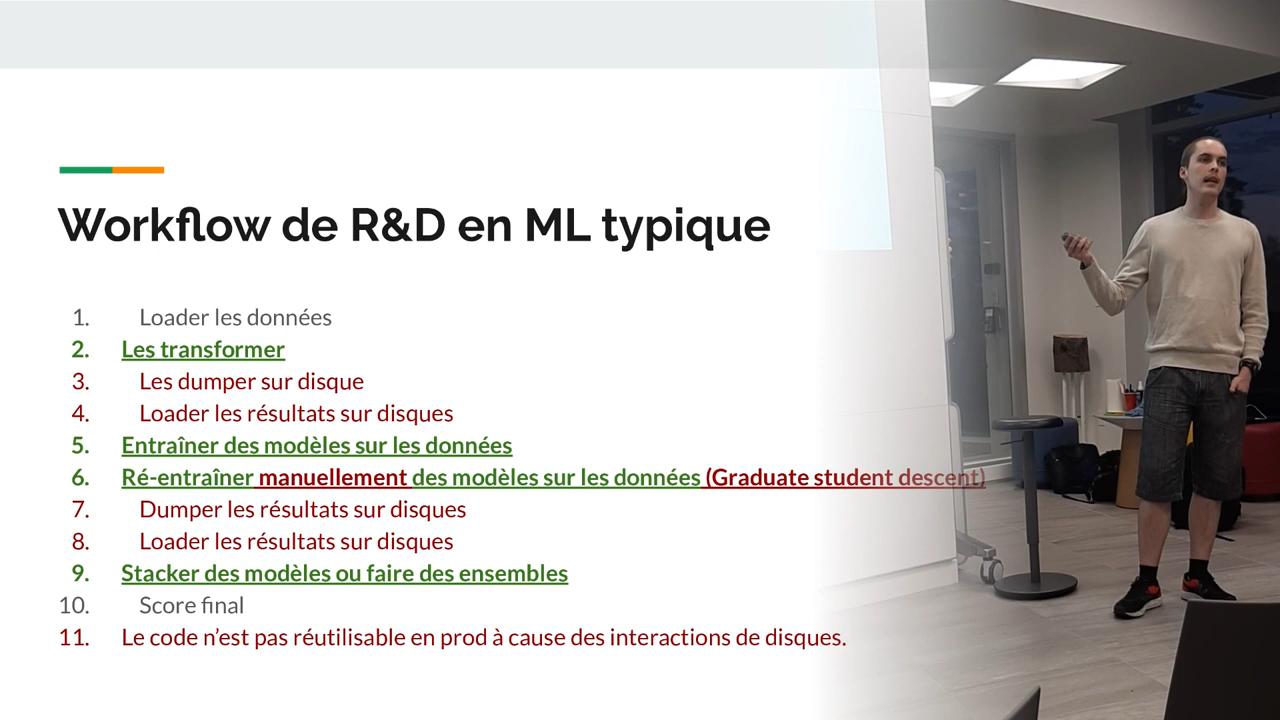 Workflow de R&D en ML typique
1. Loader les données
2. Les transformer
3. Les dumper sur disque
4. Loader les résultats sur disques
5. Entraîner des modèles sur les données
6. Ré-entraîner manuellement des modèles sur les données (Graduate student descent)
7. Dumper les résultats sur disques
8. Loader les résultats sur disques
9. Stacker des modèles ou faire des ensembles
10. Score final
11. Le code n’est pas réutilisable en prod à cause des interactions de disques.